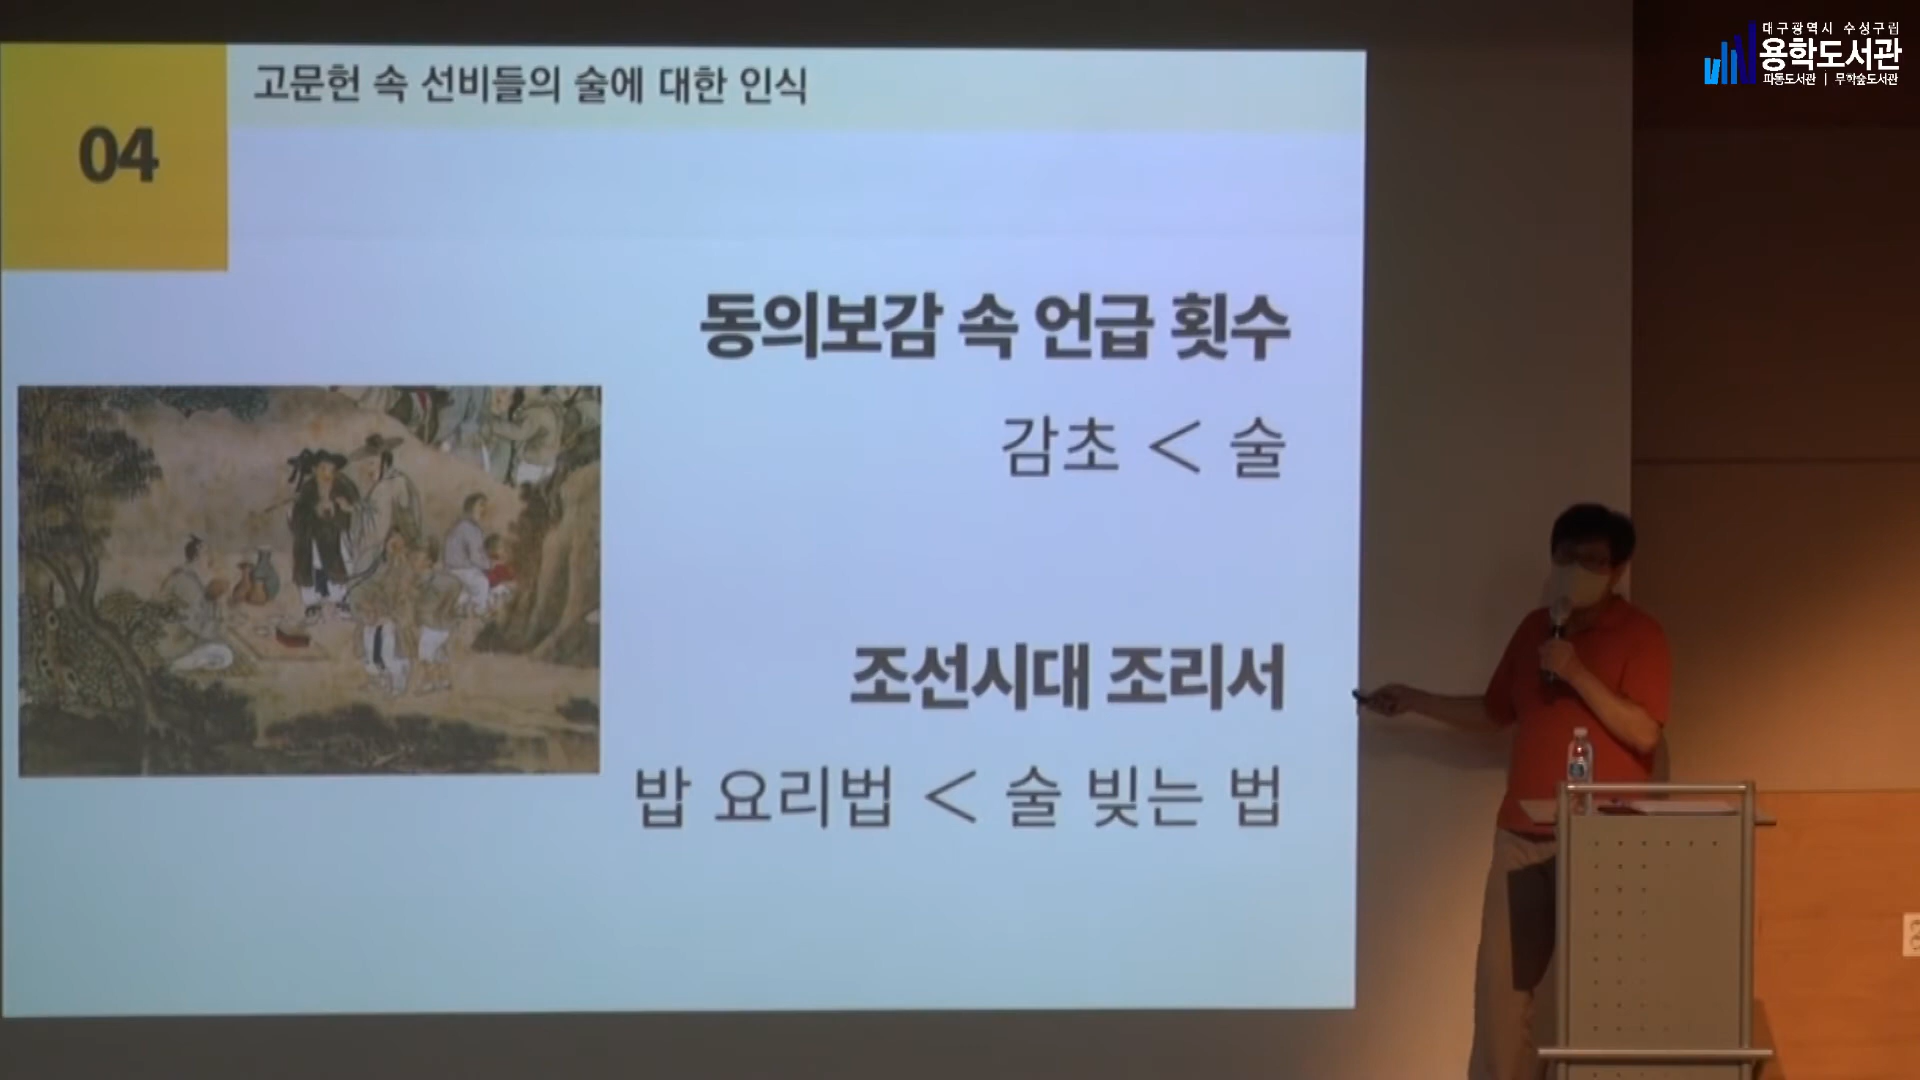 04
고문헌 속 선비들의 술에 대한 인식
동의보감 속 언급 횟수
감초 < 술
조선시대 조리서
밥 요리법 < 술 빚는 법
대구광역시 수성구립
용학도서관
파동도서관 | 무학숲도서관